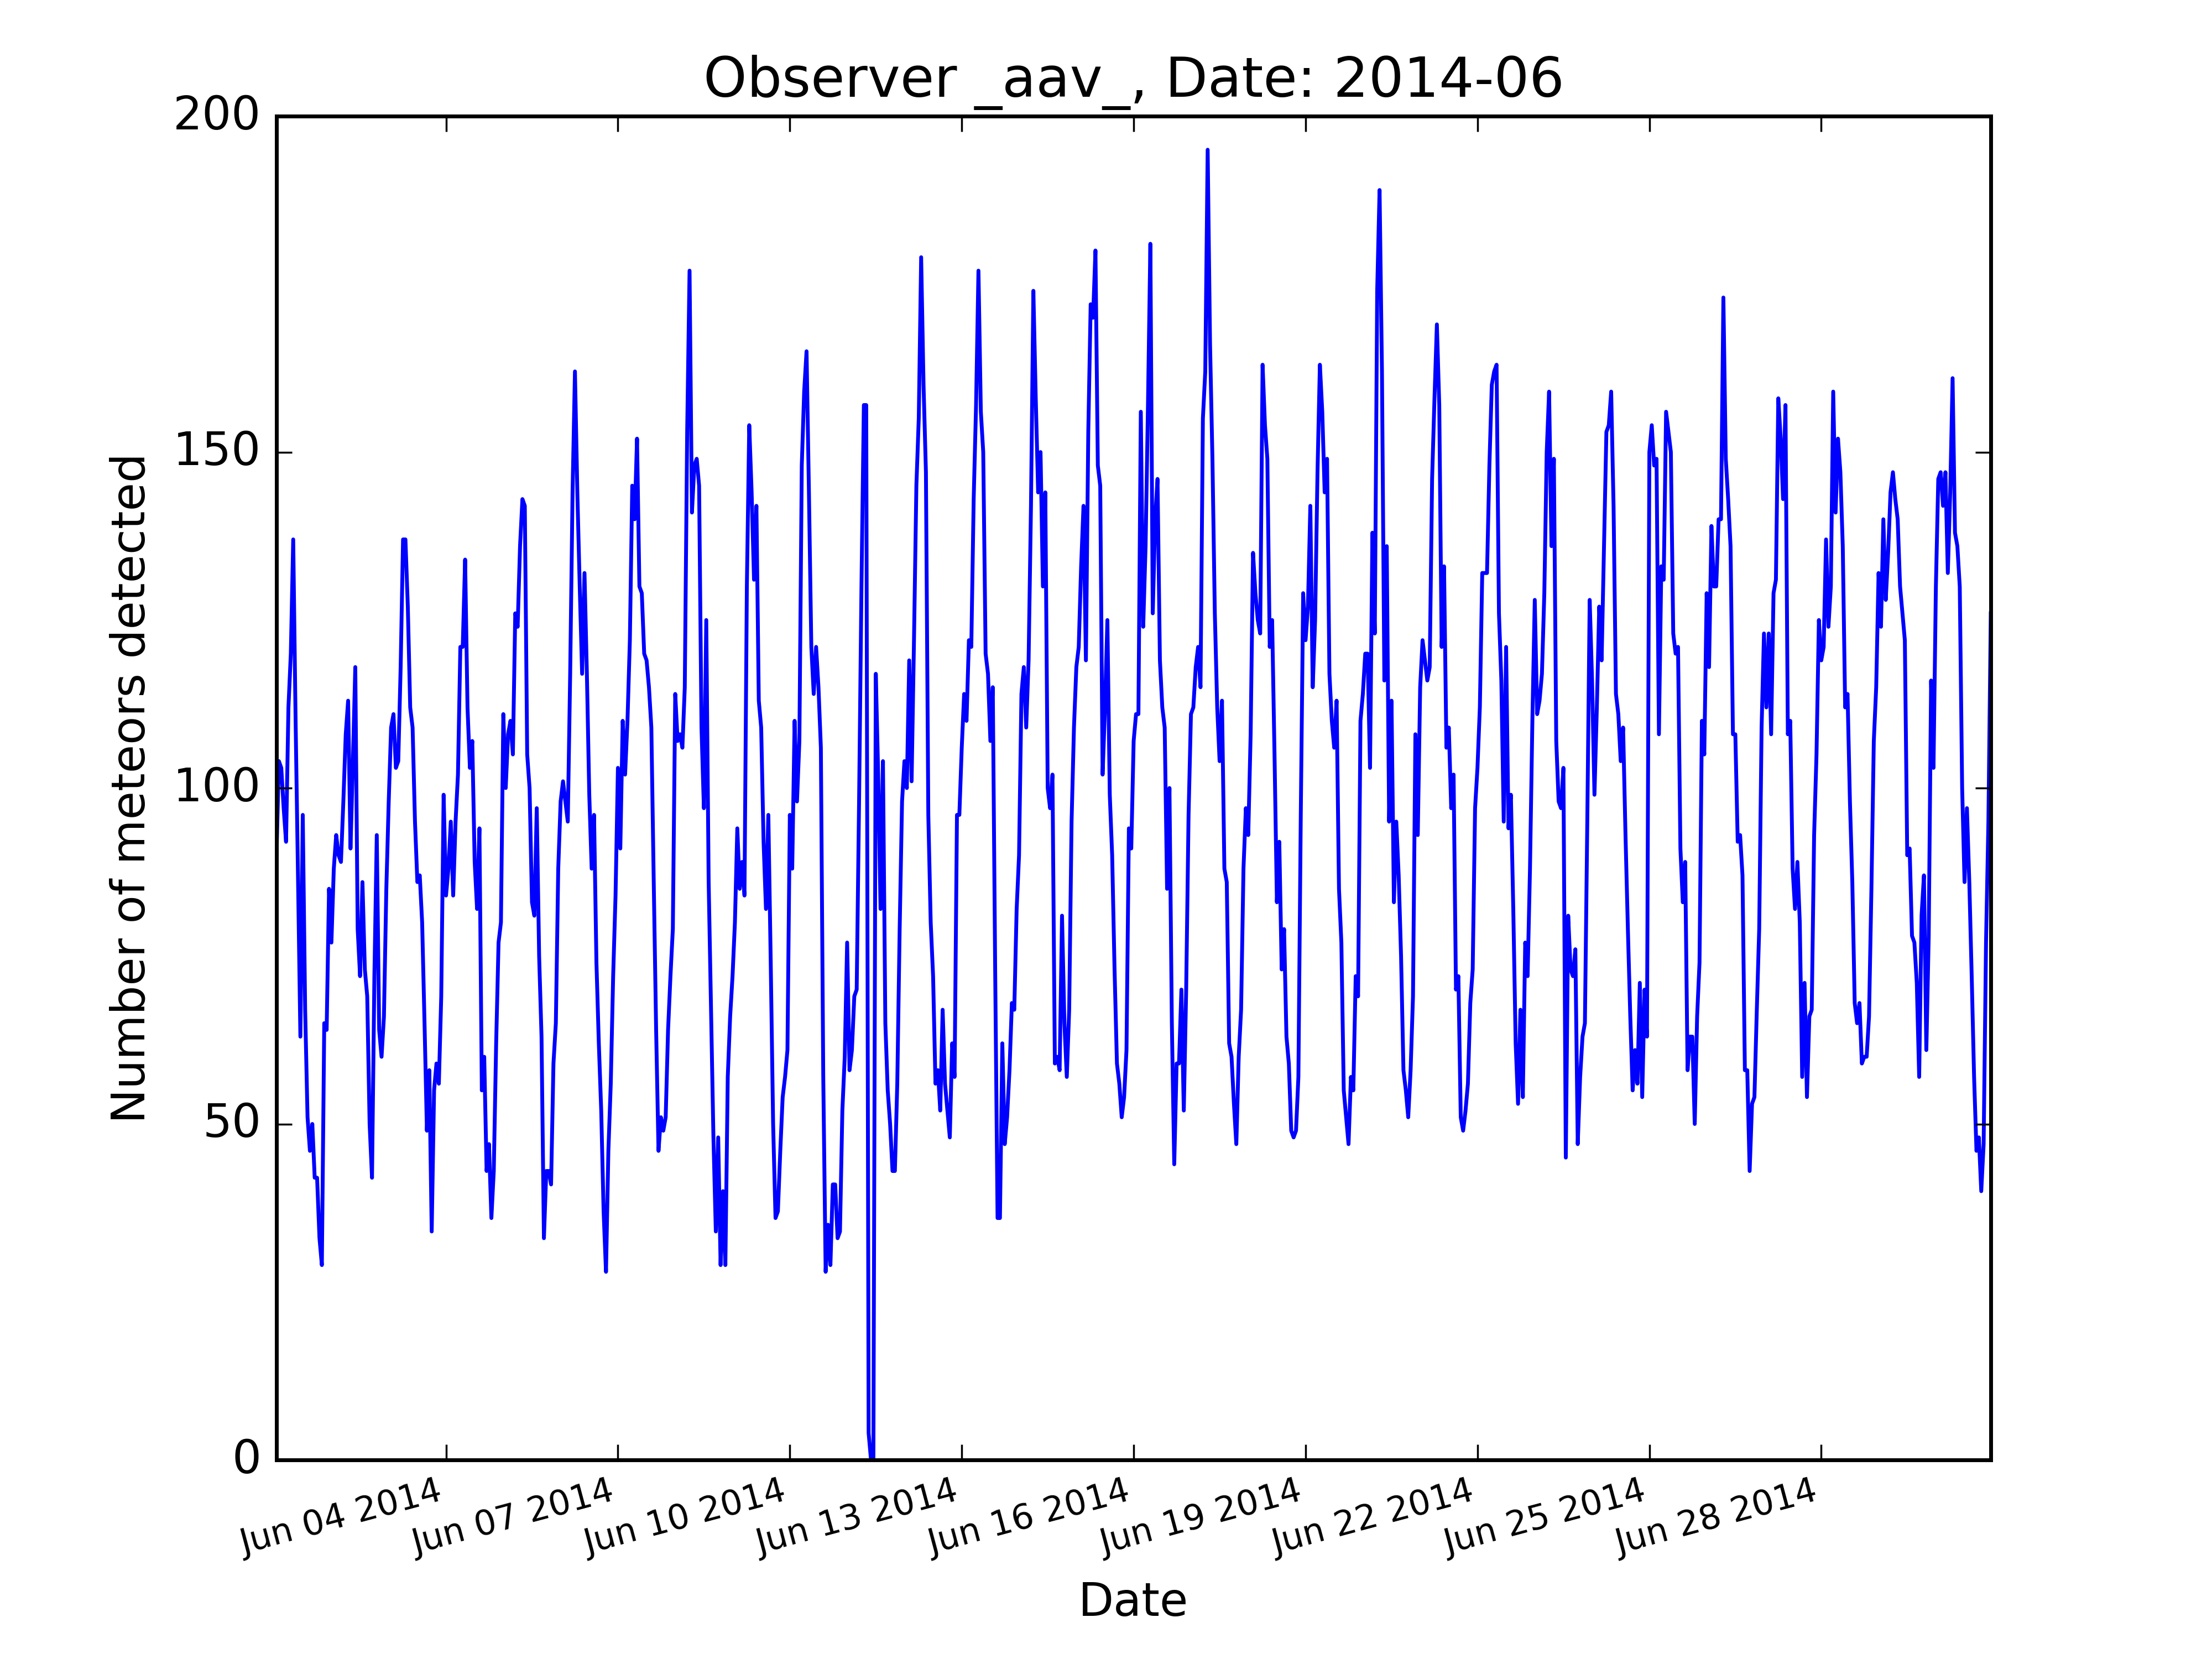 Observer _aav_, Date: 2014-06
200
150
100
50
0
Number of meteors detected
Jun 04 2014
Jun 07 2014
Jun 10 2014
Jun 13 2014
Jun 16 2014
Jun 19 2014
Jun 22 2014
Jun 25 2014
Jun 28 2014
Date